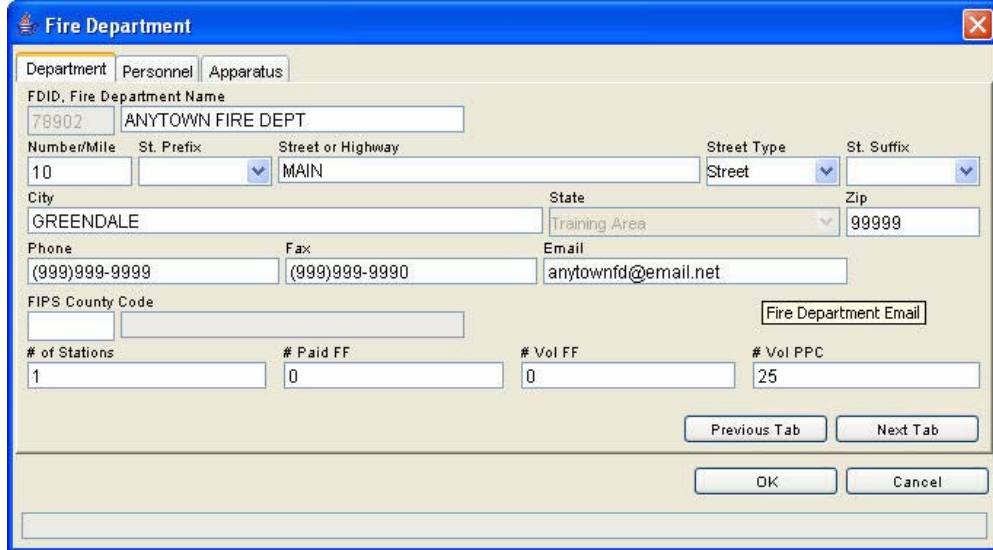 Fire Department
Department Personnel Apparatus
FDID, Fire Department Name
78902 ANYTOWN FIRE DEPT
Number/Mile St. Prefix Street or Highway Street Type St. Suffix
10 MAIN Street
City State Zip
GREENDALE Training Area 99999
Phone Fax Email
(999)999-9999 (999)999-9990 anytownfd@email.net
FIPS County Code
Fire Department Email
# of Stations # Paid FF # Vol FF # Vol PPC
1 0 0 25
Previous Tab Next Tab
OK Cancel